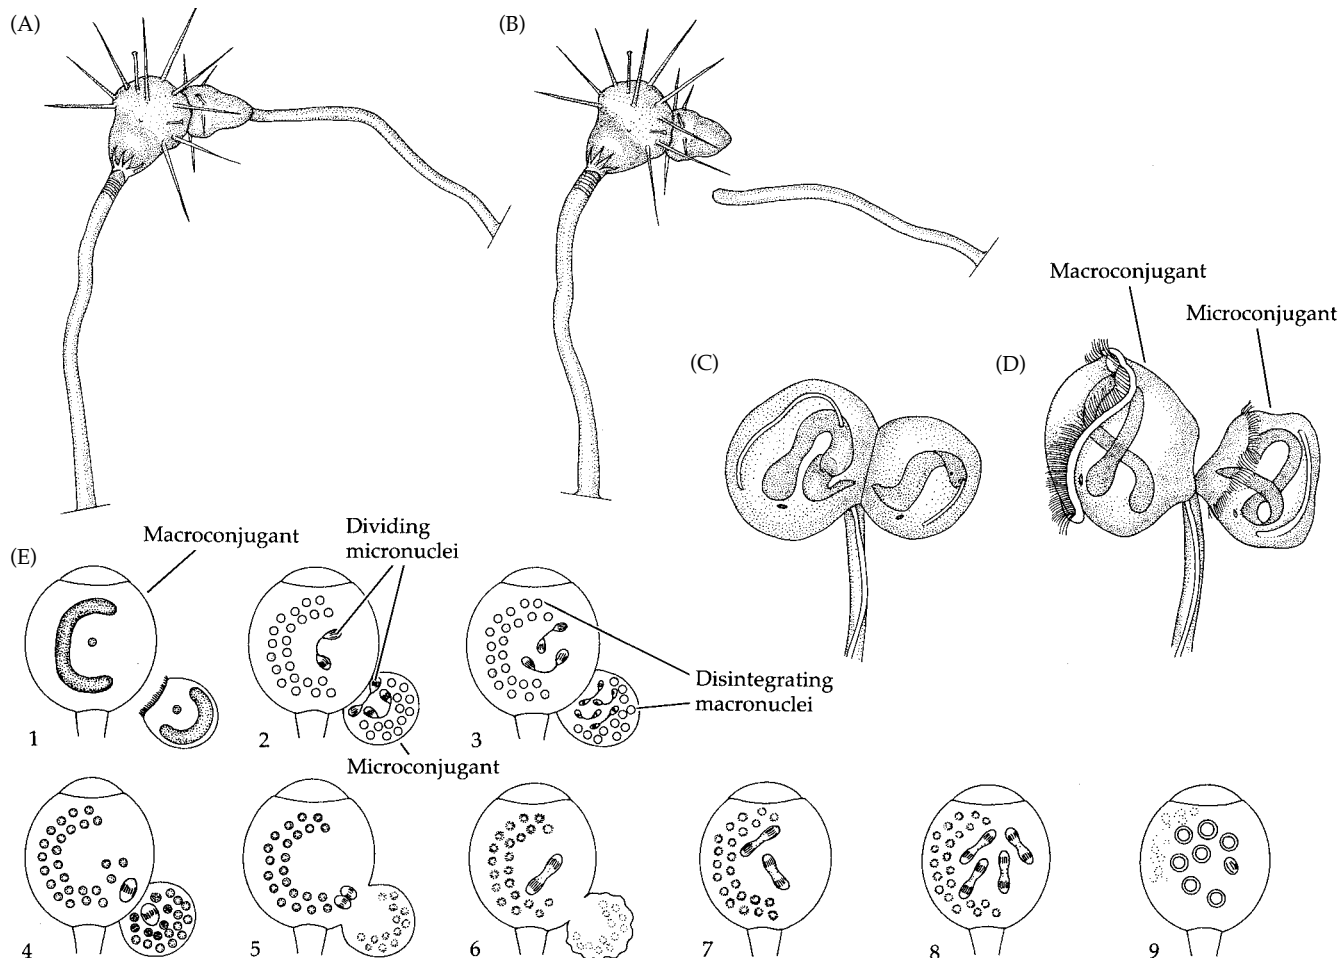 (A)
(B)
Macroconjugant
Microconjugant
(C)
(D)
(E)
Macroconjugant
Dividing
micronuclei
Disintegrating
macronuclei
1
2
3
Microconjugant
4
5
6
7
8
9